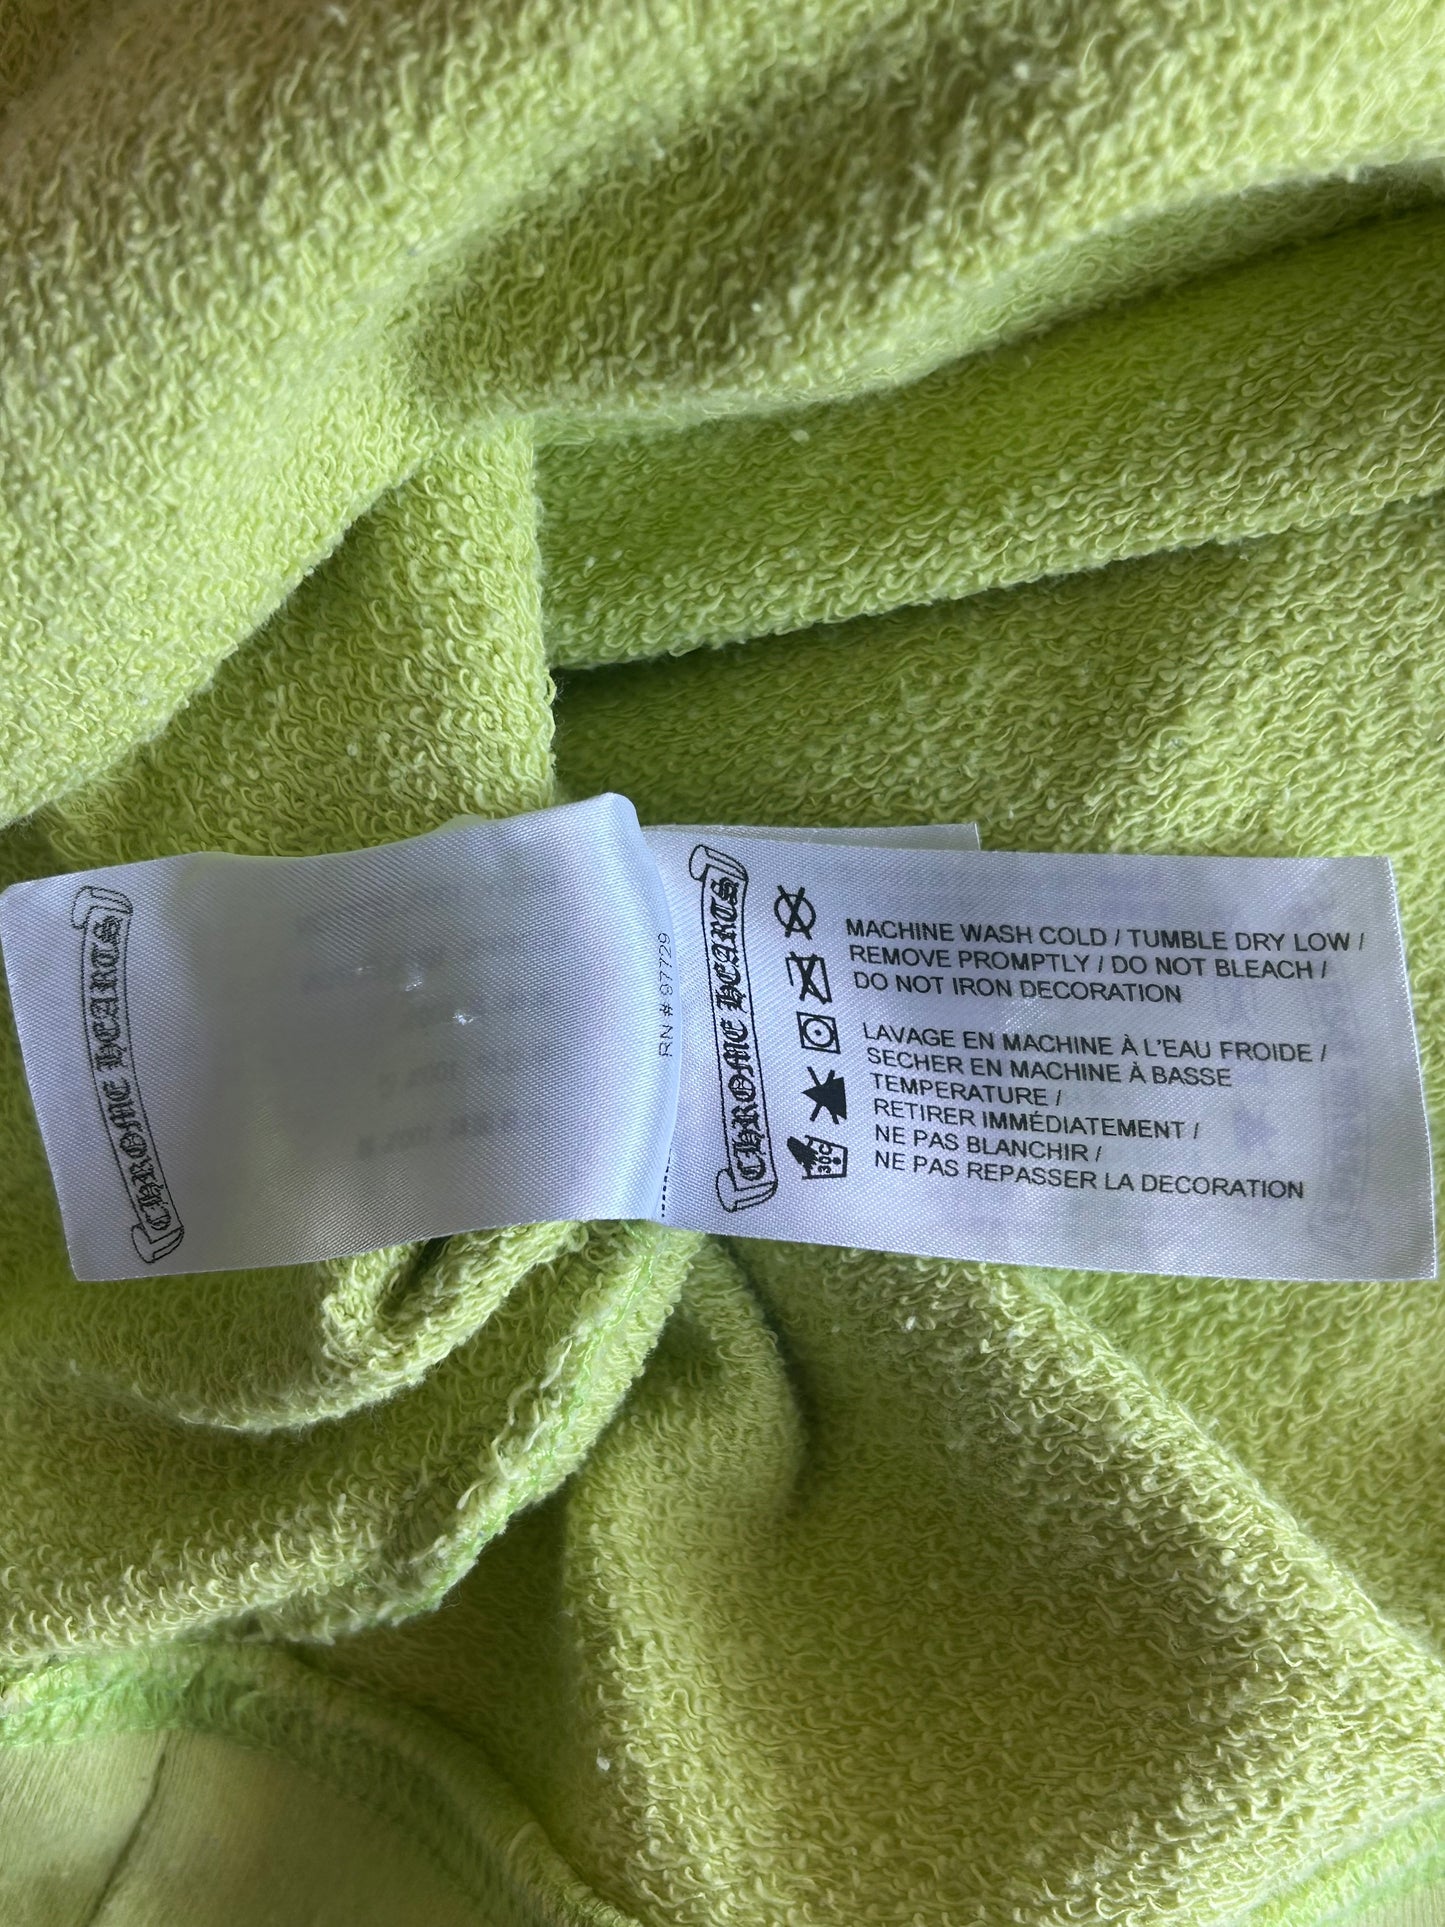 CHROME HEARTS
RN # 97729
CHROME HEARTS
MACHINE WASH COLD / TUMBLE DRY LOW /
REMOVE PROMPTLY / DO NOT BLEACH /
DO NOT IRON DECORATION
LAVAGE EN MACHINE À L'EAU FROIDE /
SECHER EN MACHINE À BASSE
TEMPERATURE /
RETIRER IMMÉDIATEMENT /
NE PAS BLANCHIR /
NE PAS REPASSER LA DECORATION
30C